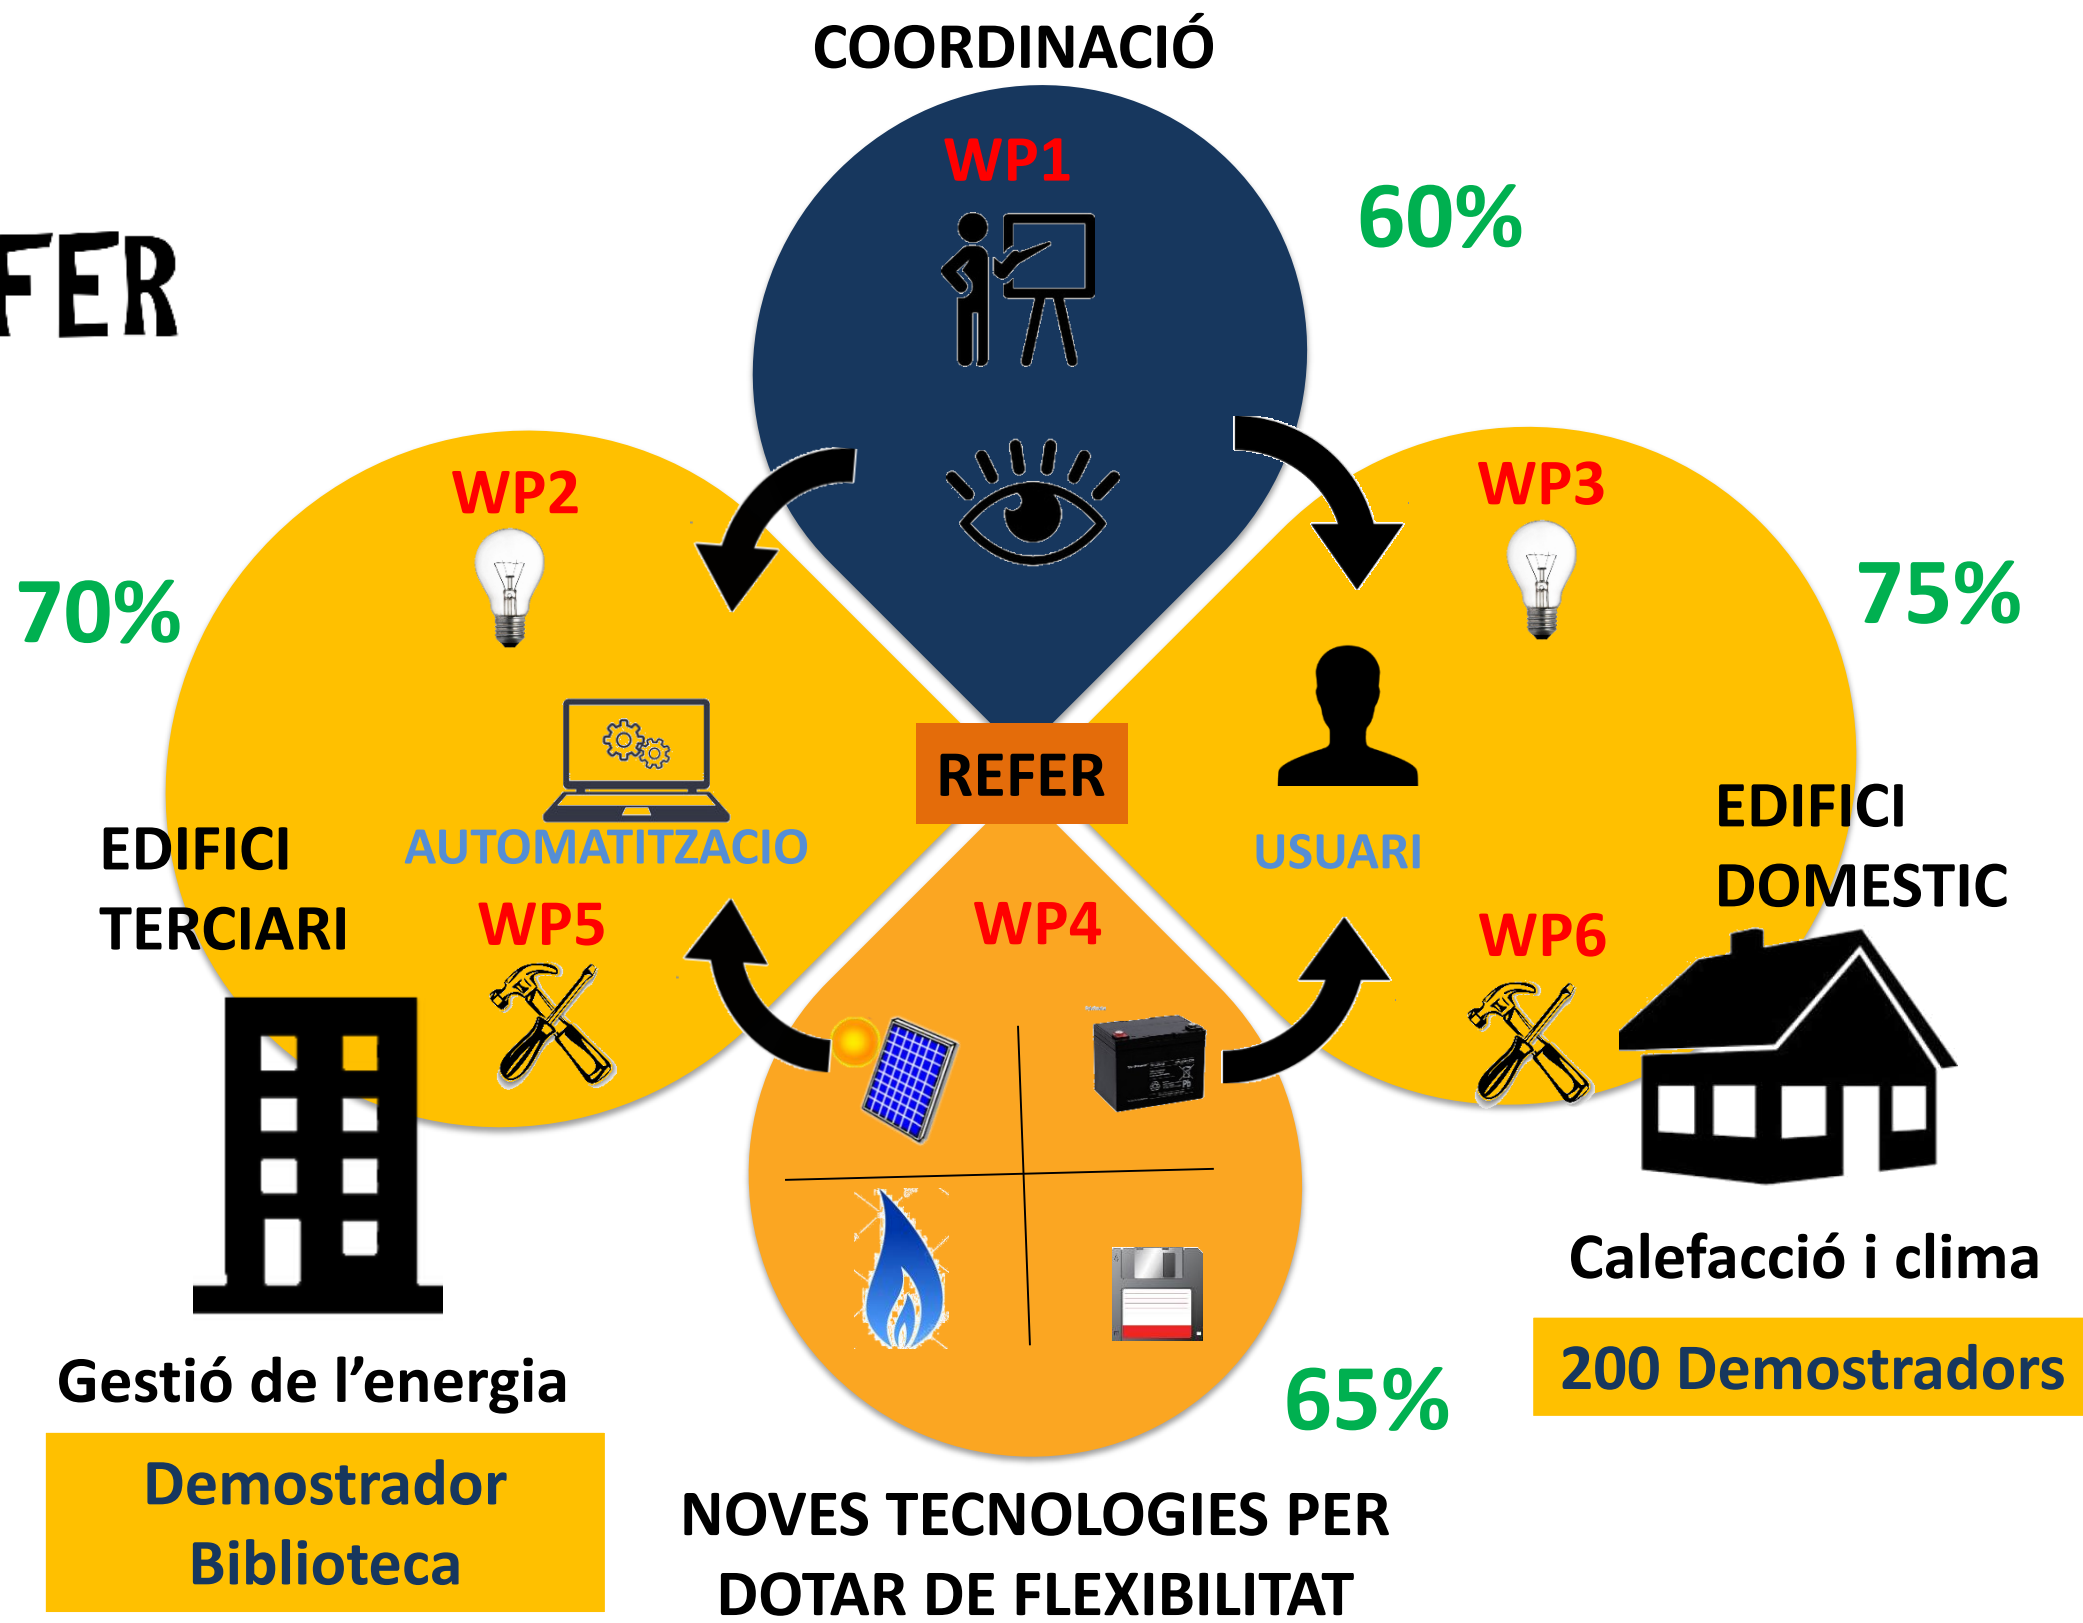 COORDINACIÓ
WP1
60%
FER
WP2
WP3
70%
75%
REFER
EDIFICI
TERCIARI
AUTOMATITZACIO
USUARI
EDIFICI
DOMESTIC
WP5
WP4
WP6
Calefacció i clima
200 Demostradors
Gestió de l’energia
65%
Demostrador
Biblioteca
NOVES TECNOLOGIES PER
DOTAR DE FLEXIBILITAT